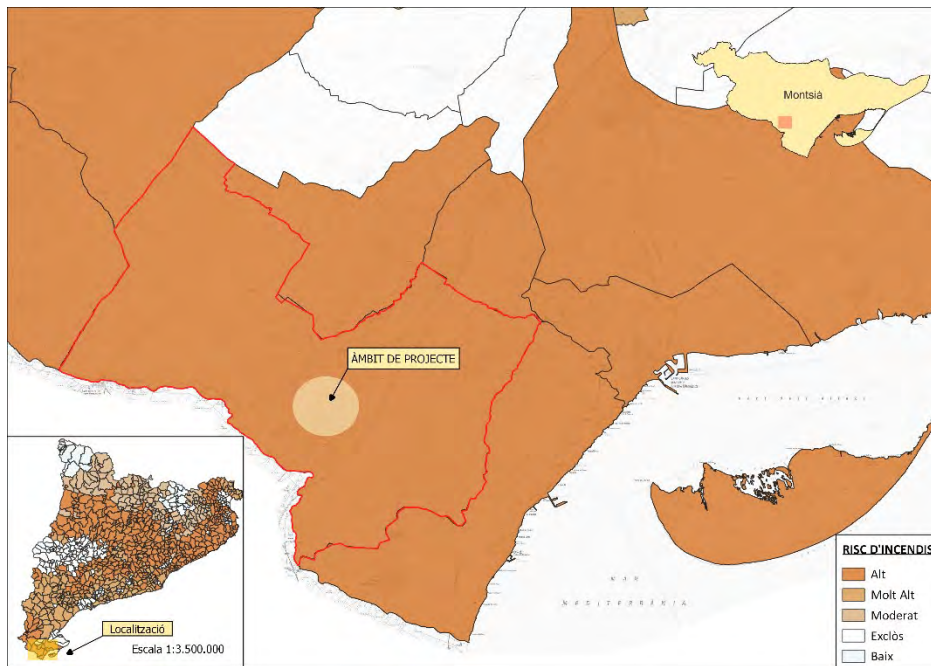 Montsià
ÀMBIT DE PROJECTE
MAR
MEDITERRÀNIA
Localització
Escala 1:3.500.000
RISC D'INCENDIS
Alt
Molt Alt
Moderat
Exclòs
Baix